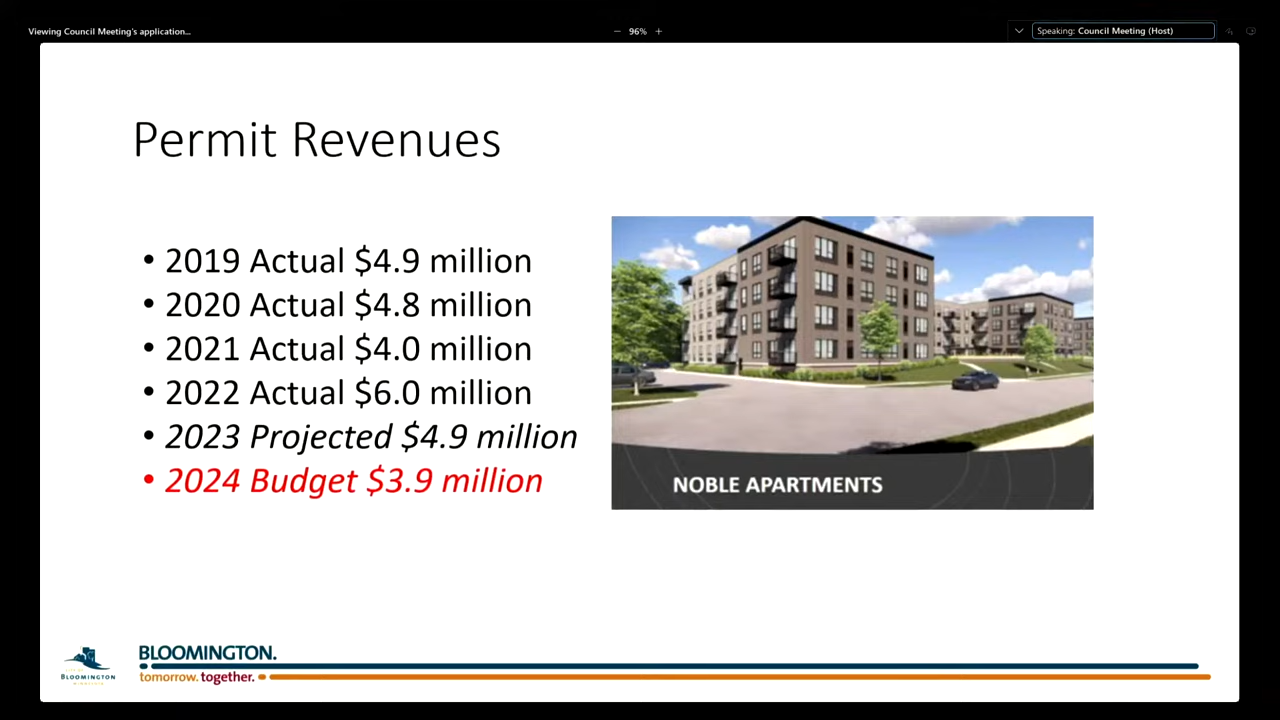 Viewing Council Meeting's application...
− 96% +
Speaking: Council Meeting (Host)
Permit Revenues
• 2019 Actual $4.9 million
• 2020 Actual $4.8 million
• 2021 Actual $4.0 million
• 2022 Actual $6.0 million
• 2023 Projected $4.9 million
• 2024 Budget $3.9 million
NOBLE APARTMENTS
BLOOMINGTON
BLOOMINGTON.
tomorrow. together.